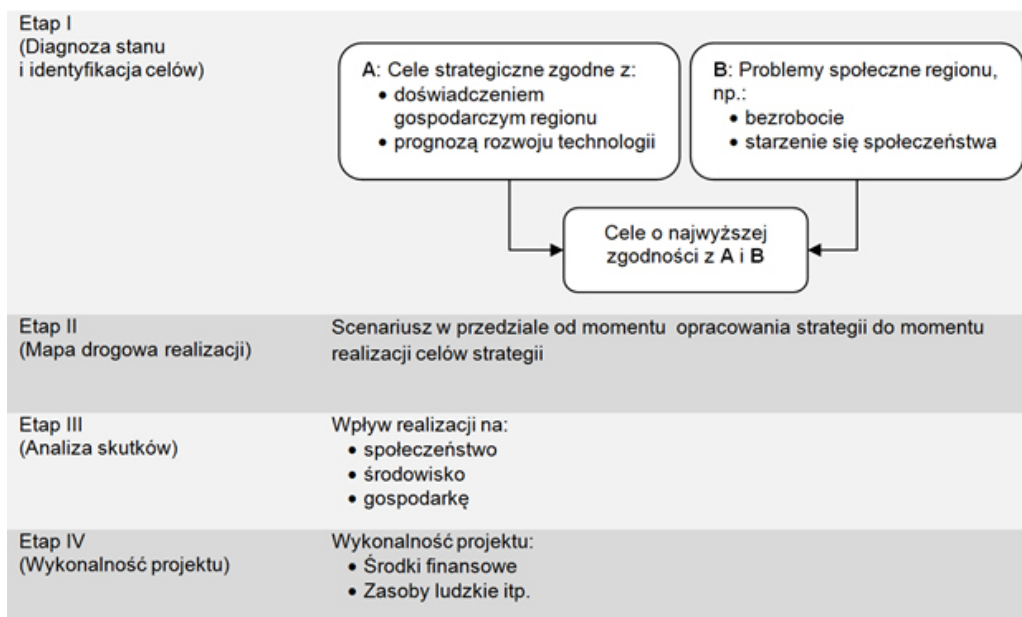 Etap I
(Diagnoza stanu
i identyfikacja celów)
A: Cele strategiczne zgodne z:
• doświadczeniem
gospodarczym regionu
• prognozą rozwoju technologii
B: Problemy społeczne regionu,
np.:
• bezrobocie
• starzenie się społeczeństwa
Cele o najwyższej
zgodności z A i B
Etap II
(Mapa drogowa realizacji)
Scenariusz w przedziale od momentu opracowania strategii do momentu
realizacji celów strategii
Etap III
(Analiza skutków)
Wpływ realizacji na:
• społeczeństwo
• środowisko
• gospodarkę
Etap IV
(Wykonalność projektu)
Wykonalność projektu:
• Środki finansowe
• Zasoby ludzkie itp.